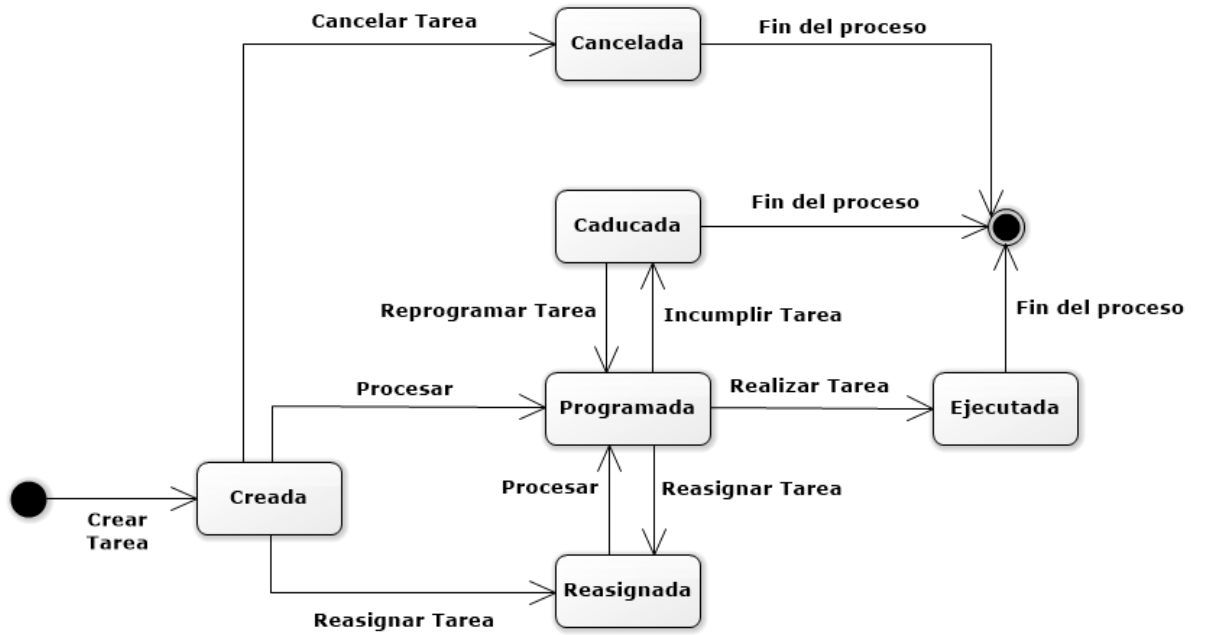 Cancelar Tarea
Cancelada
Fin del proceso
Caducada
Fin del proceso
Reprogramar Tarea
Incumplir Tarea
Fin del proceso
Procesar
Programada
Realizar Tarea
Ejecutada
Creada
Procesar
Reasignar Tarea
Crear
Tarea
Reasignada
Reasignar Tarea